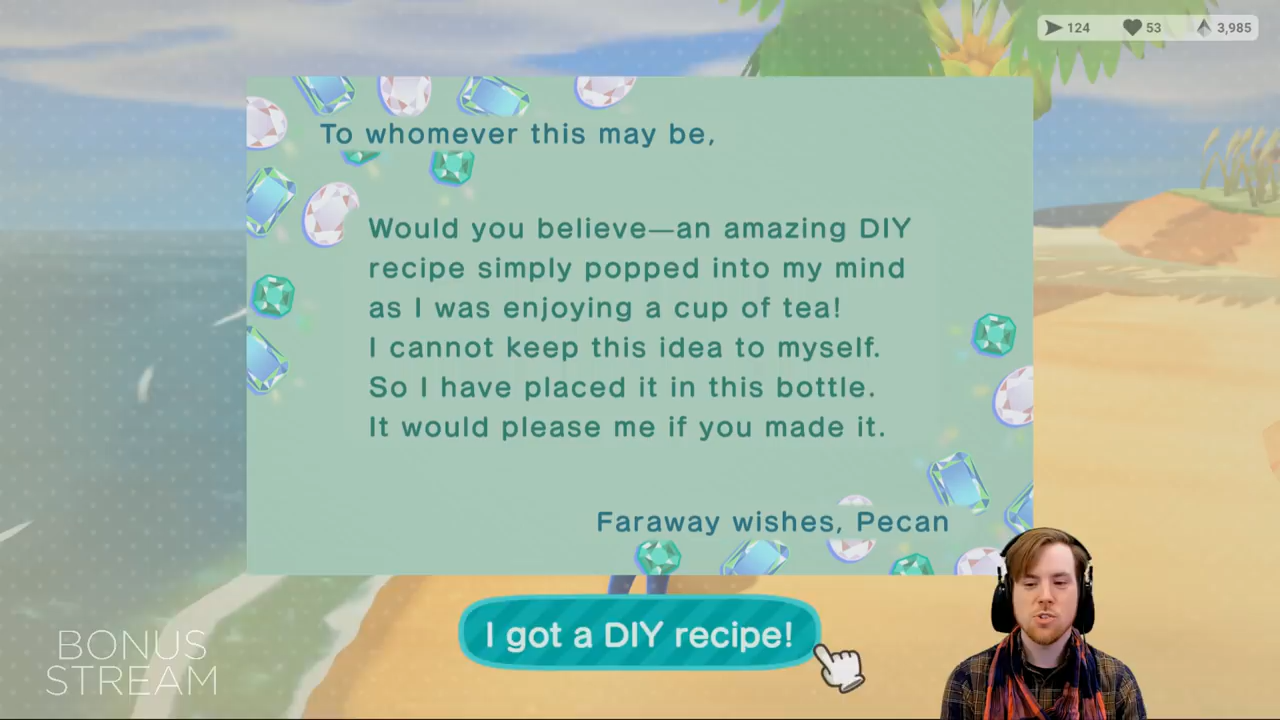 124 53 3,985
To whomever this may be,
Would you believe—an amazing DIY
recipe simply popped into my mind
as I was enjoying a cup of tea!
I cannot keep this idea to myself.
So I have placed it in this bottle.
It would please me if you made it.
Faraway wishes, Pecan
I got a DIY recipe!
BONUS
STREAM